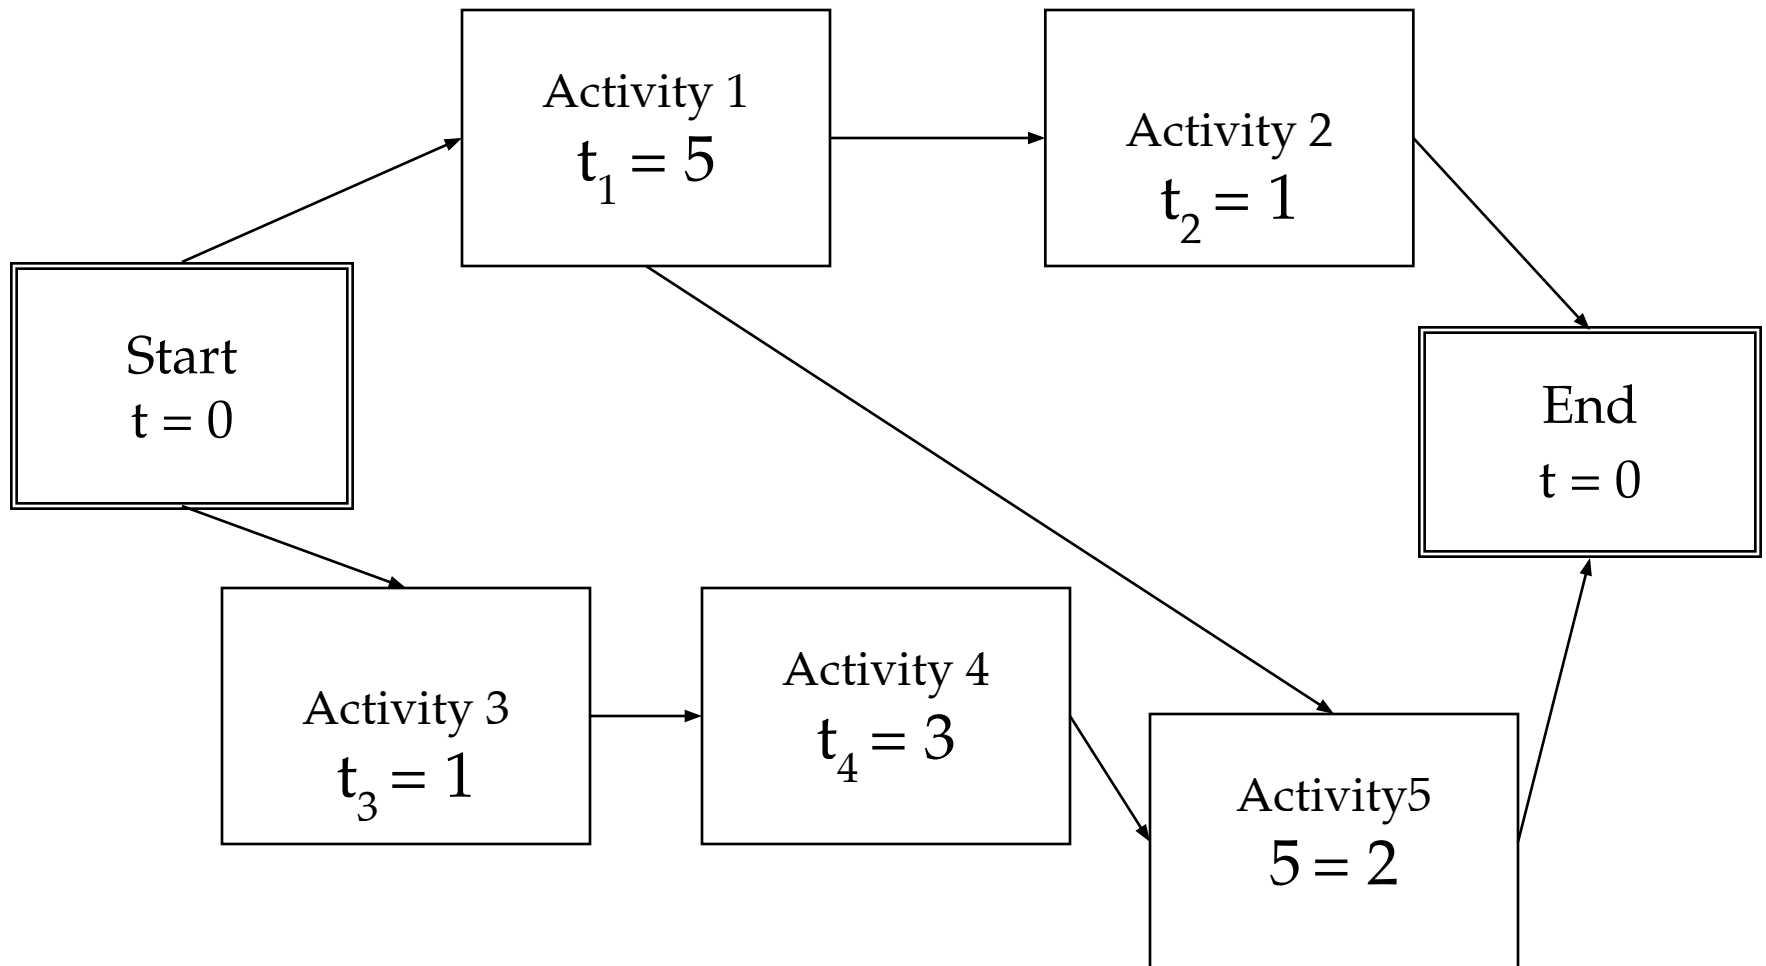 Activity 1
t₁ = 5
Activity 2
t₂ = 1
Start
t = 0
End
t = 0
Activity 3
t₃ = 1
Activity 4
t₄ = 3
Activity5
5 = 2